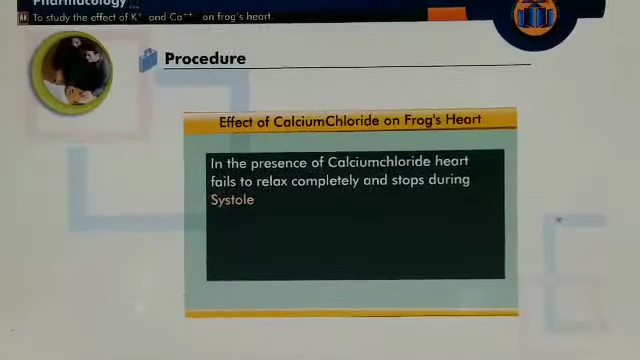 Pharmacology
To study the effect of K⁺ and Ca⁺⁺ on frog's heart.
Procedure
Effect of CalciumChloride on Frog's Heart
In the presence of Calciumchloride heart
fails to relax completely and stops during
Systole